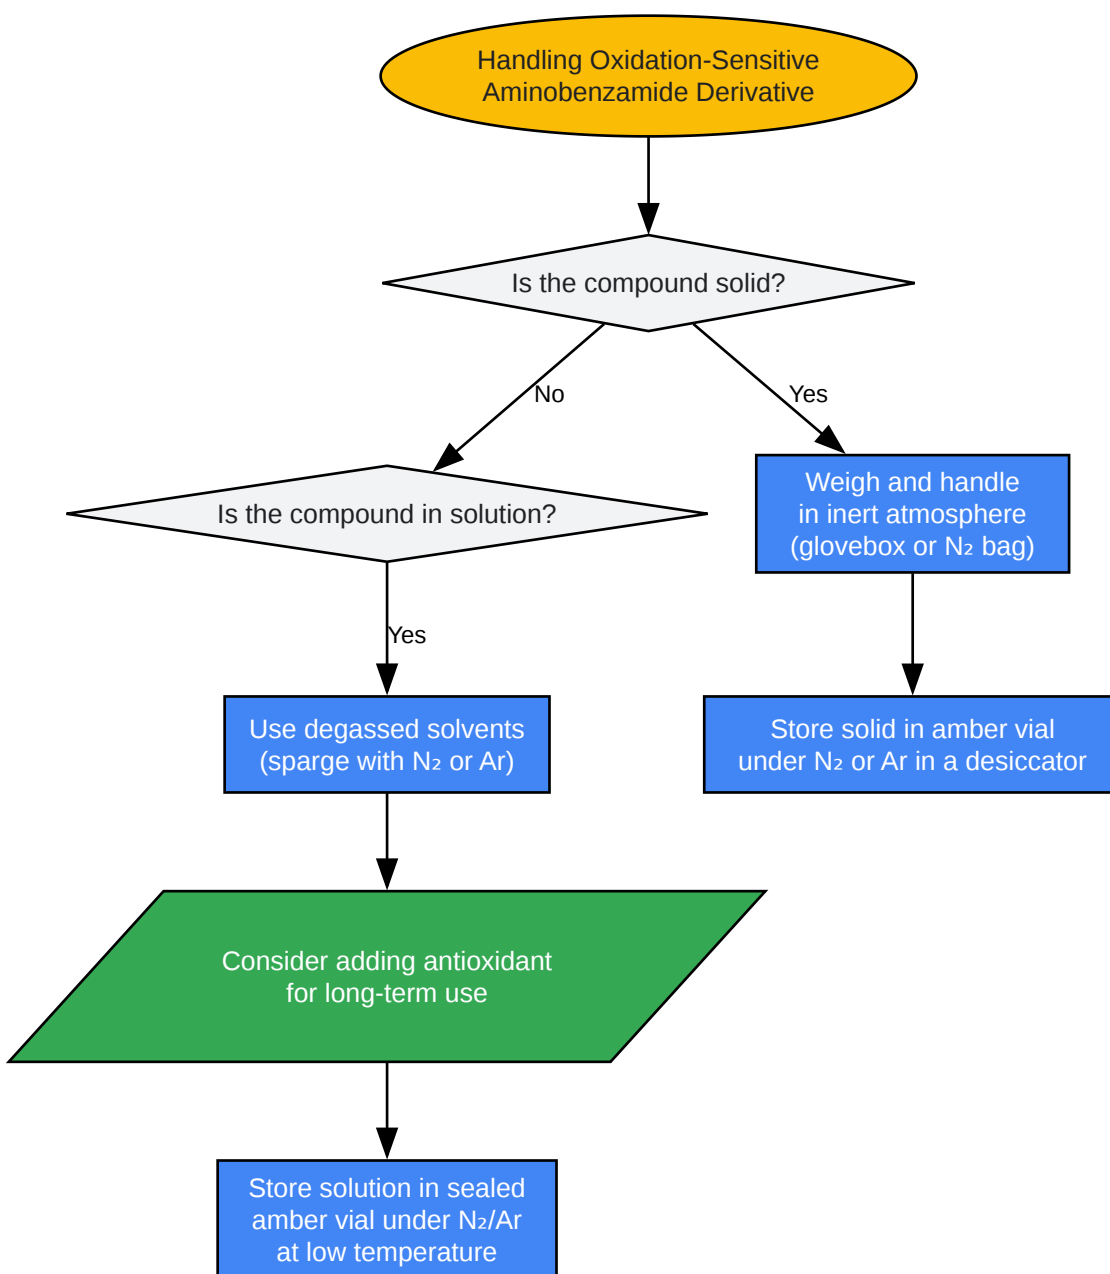 Handling Oxidation-Sensitive
Aminobenzamide Derivative
Is the compound solid?
No
Yes
Is the compound in solution?
Weigh and handle
in inert atmosphere
(glovebox or N₂ bag)
Yes
Use degassed solvents
(sparge with N₂ or Ar)
Store solid in amber vial
under N₂ or Ar in a desiccator
Consider adding antioxidant
for long-term use
Store solution in sealed
amber vial under N₂/Ar
at low temperature